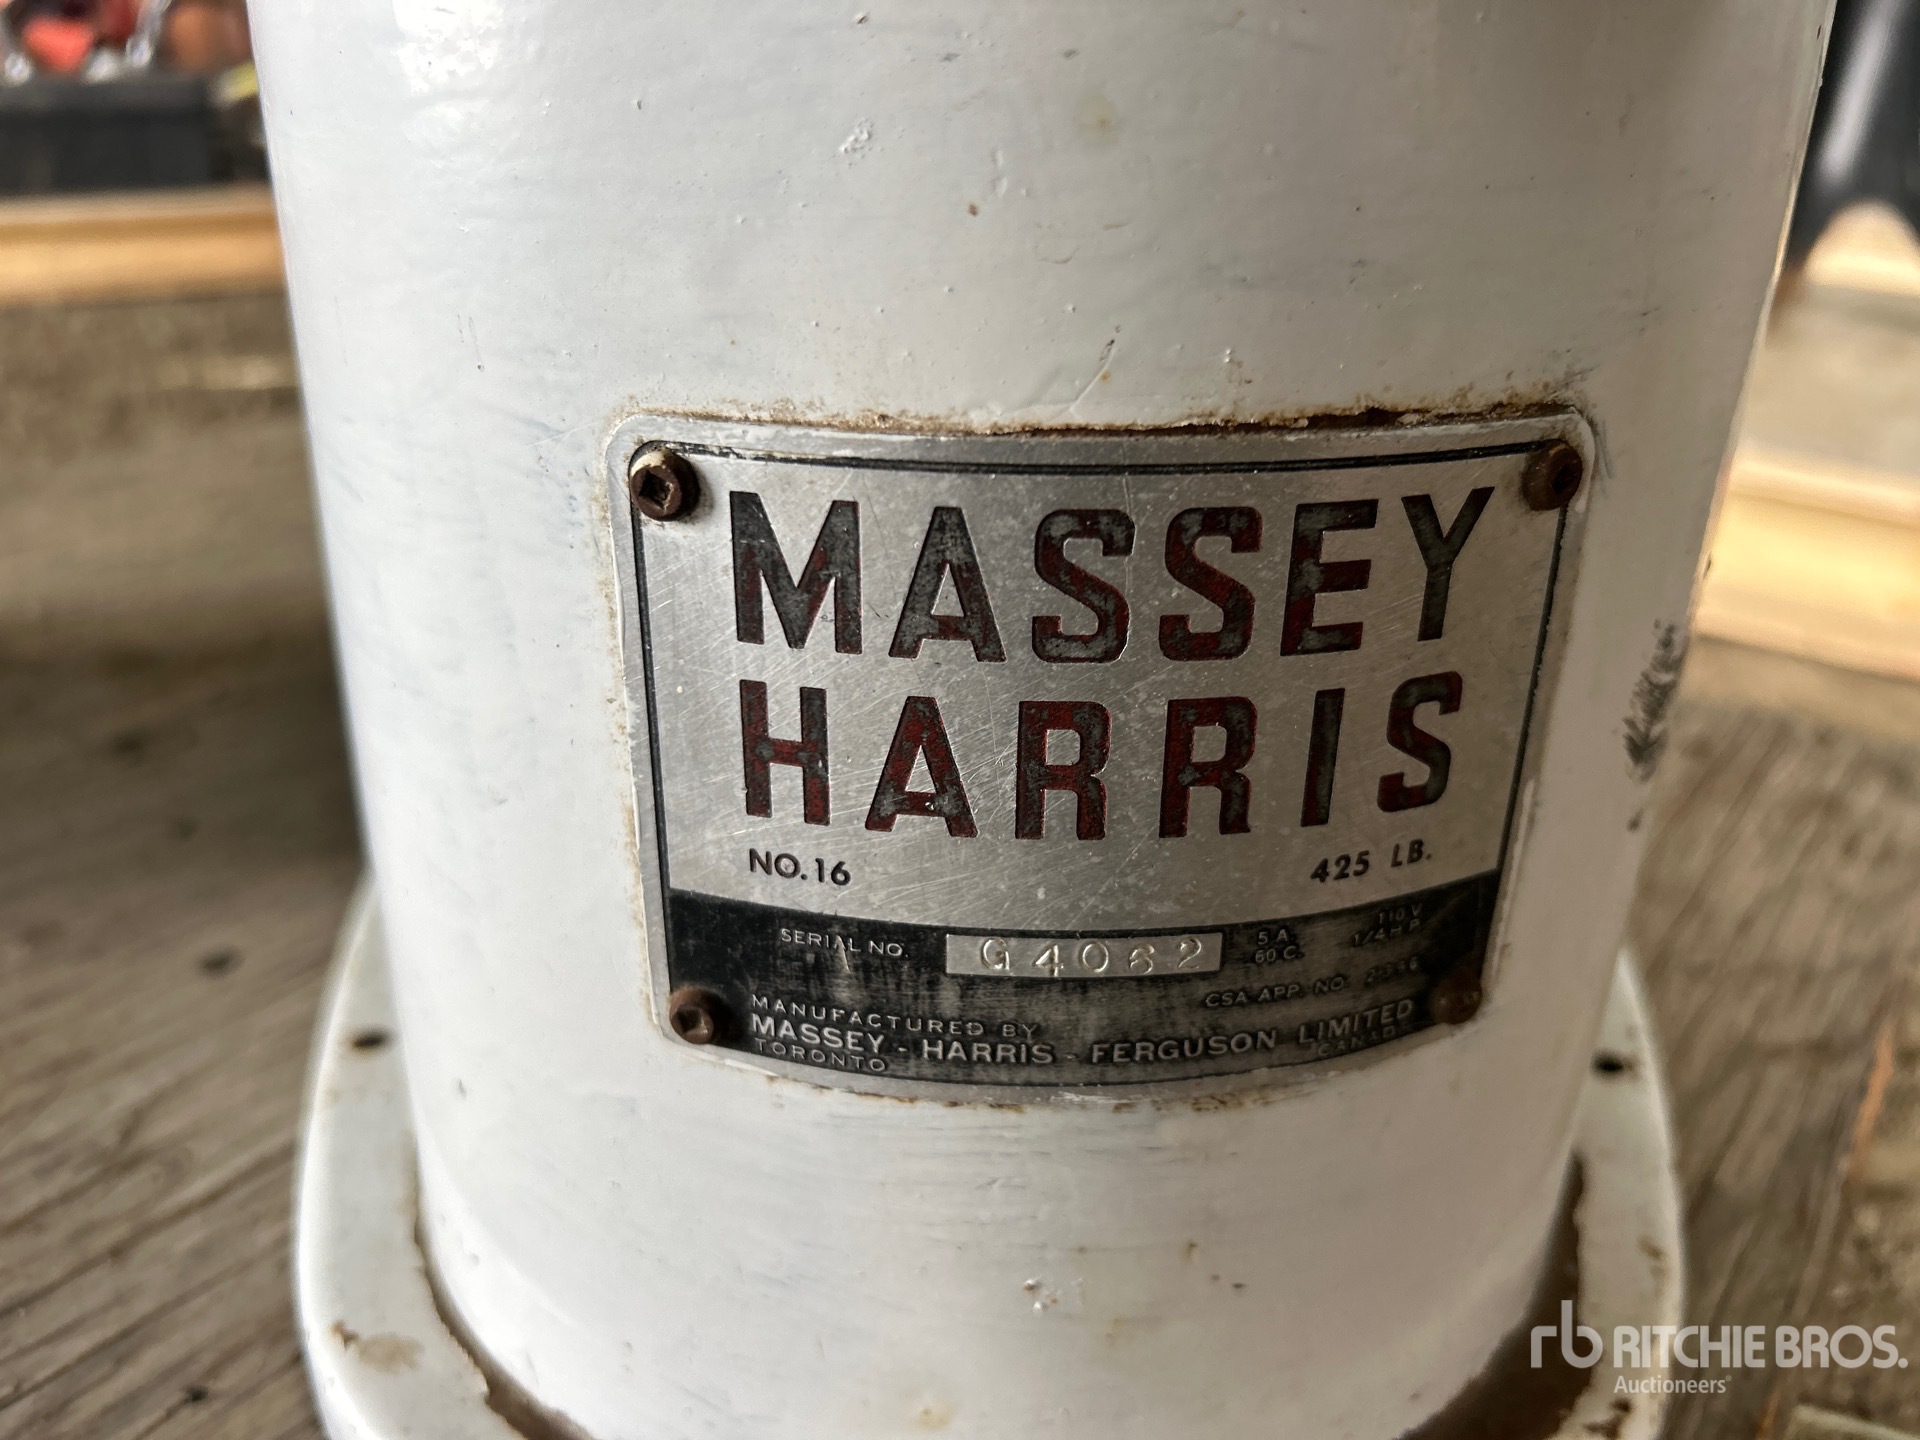 MASSEY
HARRIS
NO.16 425 LB.
SERIAL NO. G4062 5 A. 110 V
60 C. 1/4 H.P.
CSA APP. NO.
MANUFACTURED BY
MASSEY - HARRIS - FERGUSON LIMITED
TORONTO CANADA
rb RITCHIE BROS.
Auctioneers